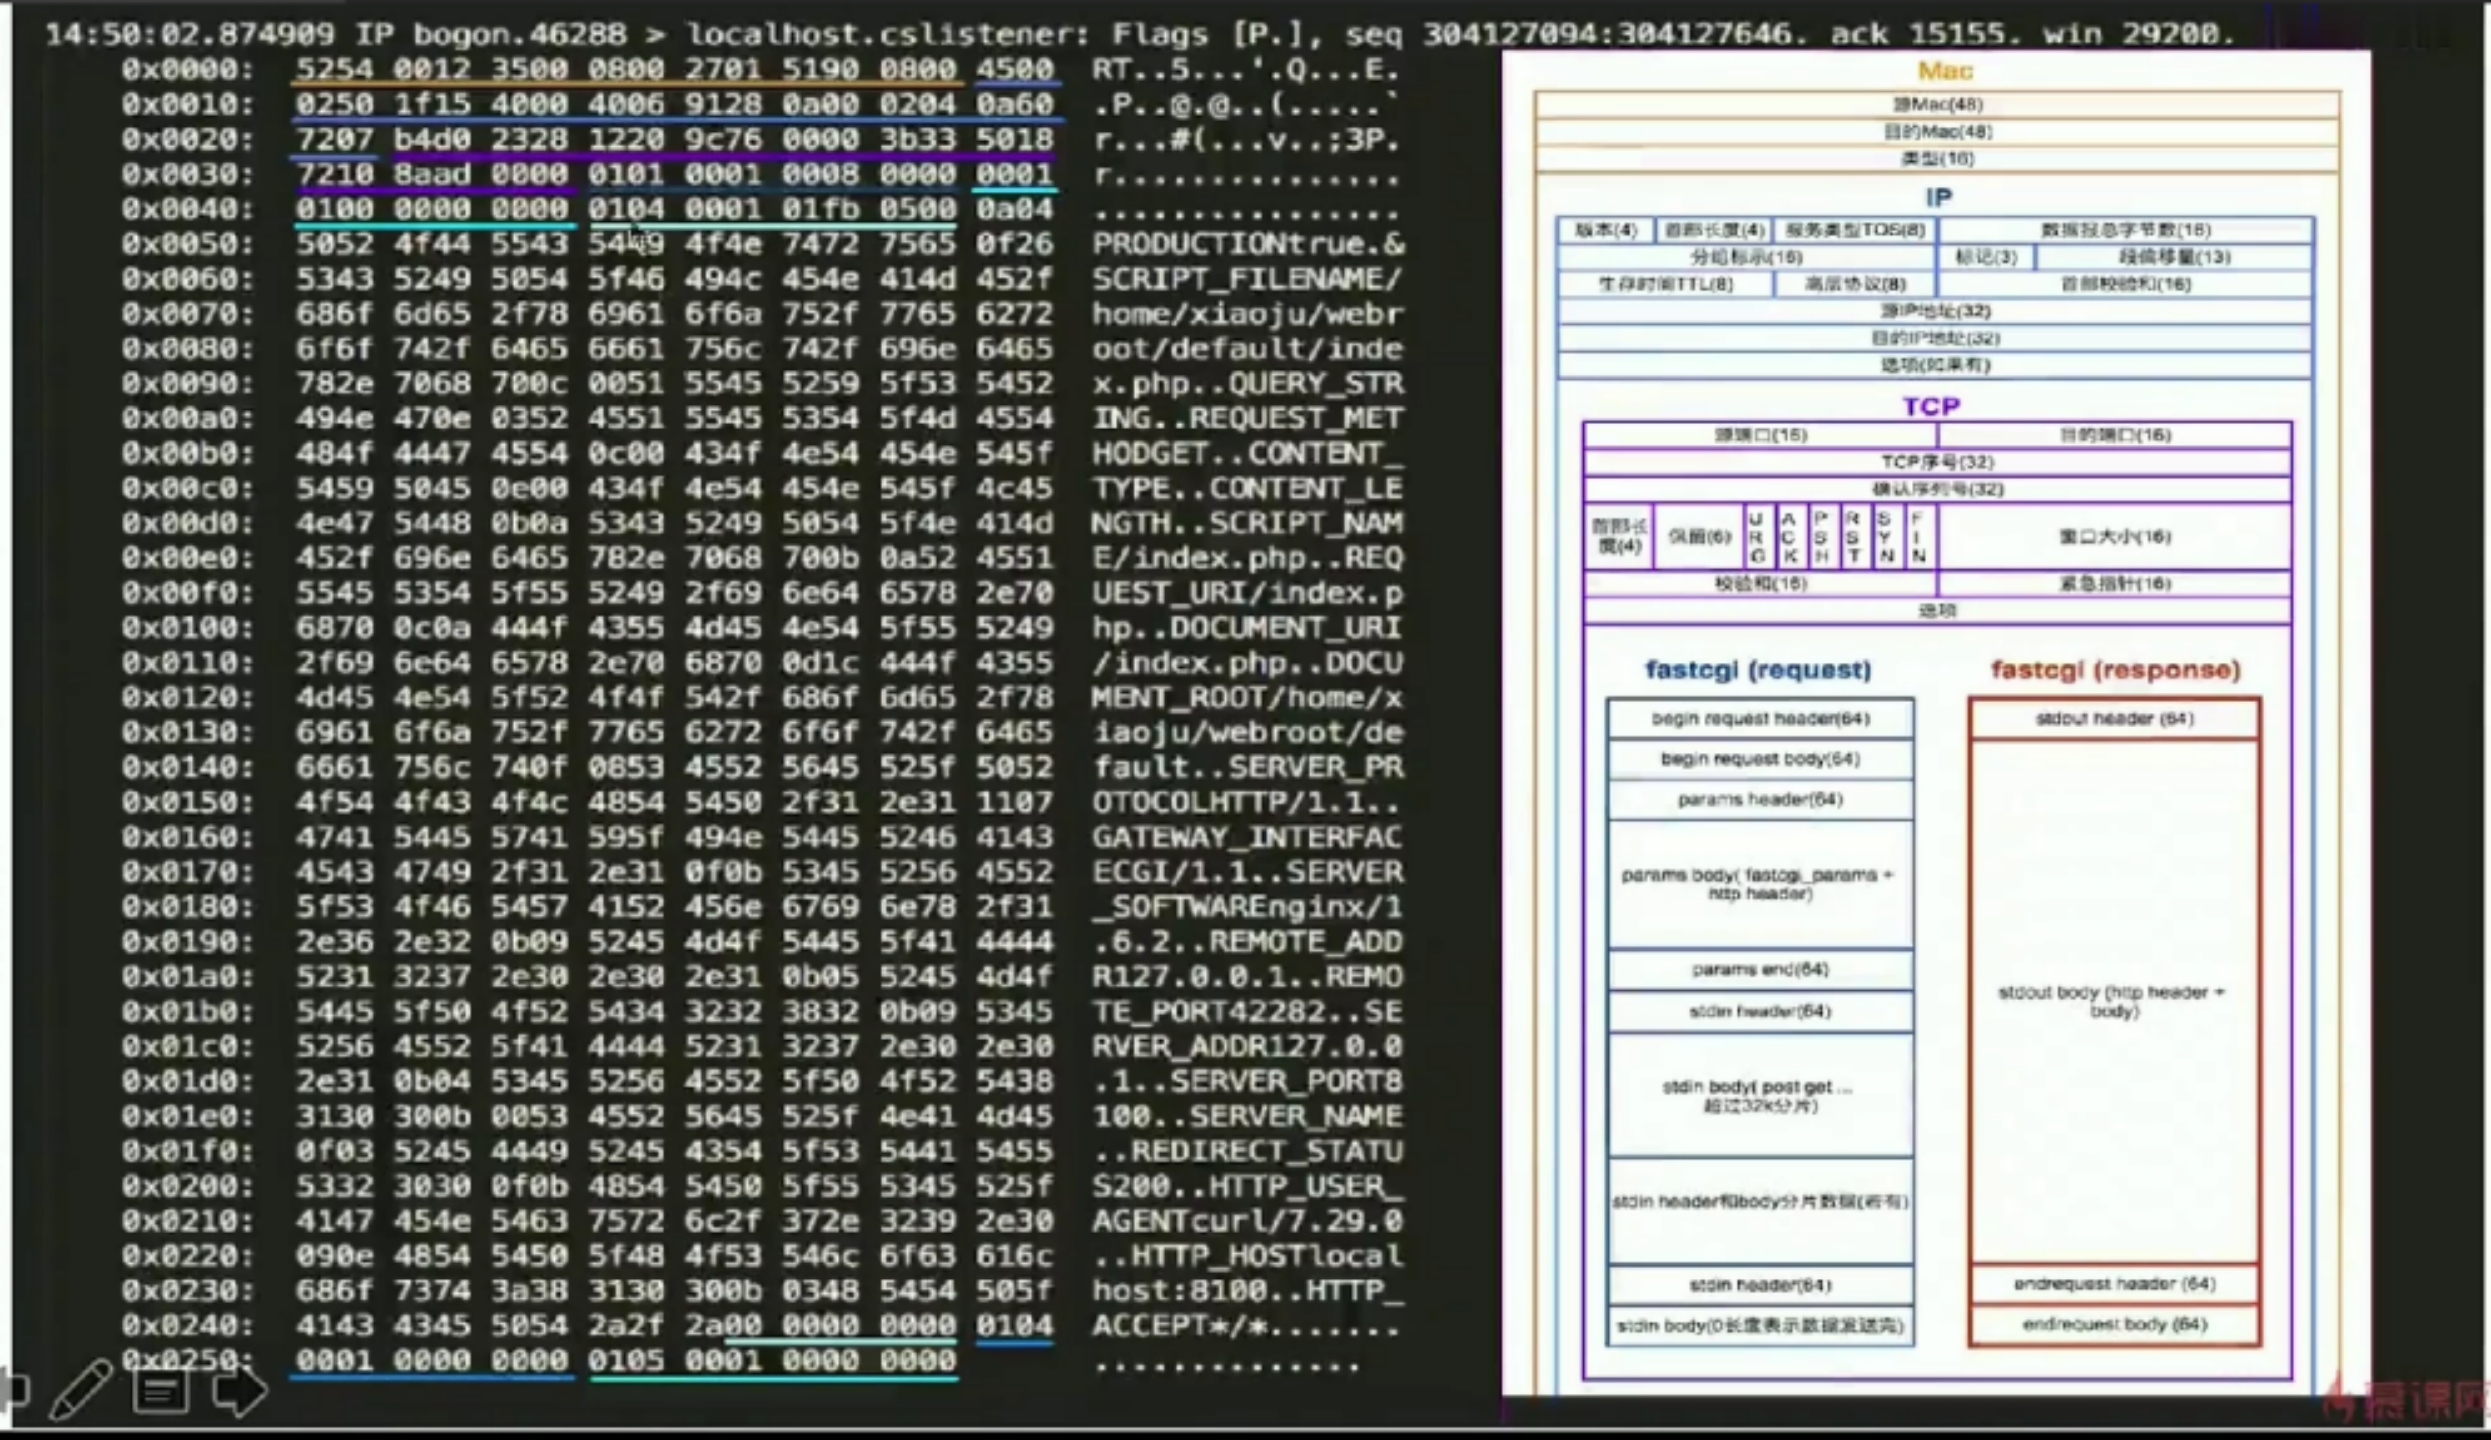 14:50:02.874909 IP bogon.46288 > localhost.cslistener: Flags [P.], seq 304127094:304127646. ack 15155. win 29200.
0x0000: 5254 0012 3500 0800 2701 5190 0800 4500 RT..5...'.Q...E.
0x0010: 0250 1f15 4000 4006 9128 0a00 0204 0a60 .P..@.@..(.....`
0x0020: 7207 b4d0 2328 1220 9c76 0000 3b33 5018 r...#(...v..;3P.
0x0030: 7210 8aad 0000 0101 0001 0008 0000 0001 r...............
0x0040: 0100 0000 0000 0104 0001 01fb 0500 0a04 ................
0x0050: 5052 4f44 5543 5449 4f4e 7472 7565 0f26 PRODUCTIONtrue.&
0x0060: 5343 5249 5054 5f46 494c 454e 414d 452f SCRIPT_FILENAME/
0x0070: 686f 6d65 2f78 6961 6f6a 752f 7765 6272 home/xiaoju/webr
0x0080: 6f6f 742f 6465 6661 756c 742f 696e 6465 oot/default/inde
0x0090: 782e 7068 700c 0051 5545 5259 5f53 5452 x.php..QUERY_STR
0x00a0: 494e 470e 0352 4551 5545 5354 5f4d 4554 ING..REQUEST_MET
0x00b0: 484f 4447 4554 0c00 434f 4e54 454e 545f HODGET..CONTENT_
0x00c0: 5459 5045 0e00 434f 4e54 454e 545f 4c45 TYPE..CONTENT_LE
0x00d0: 4e47 5448 0b0a 5343 5249 5054 5f4e 414d NGTH..SCRIPT_NAM
0x00e0: 452f 696e 6465 782e 7068 700b 0a52 4551 E/index.php..REQ
0x00f0: 5545 5354 5f55 5249 2f69 6e64 6578 2e70 UEST_URI/index.p
0x0100: 6870 0c0a 444f 4355 4d45 4e54 5f55 5249 hp..DOCUMENT_URI
0x0110: 2f69 6e64 6578 2e70 6870 0d1c 444f 4355 /index.php..DOCU
0x0120: 4d45 4e54 5f52 4f4f 542f 686f 6d65 2f78 MENT_ROOT/home/x
0x0130: 6961 6f6a 752f 7765 6272 6f6f 742f 6465 iaoju/webroot/de
0x0140: 6661 756c 740f 0853 4552 5645 525f 5052 fault..SERVER_PR
0x0150: 4f54 4f43 4f4c 4854 5450 2f31 2e31 1107 OTOCOLHTTP/1.1..
0x0160: 4741 5445 5741 595f 494e 5445 5246 4143 GATEWAY_INTERFAC
0x0170: 4543 4749 2f31 2e31 0f0b 5345 5256 4552 ECGI/1.1..SERVER
0x0180: 5f53 4f46 5457 4152 456e 6769 6e78 2f31 _SOFTWAREnginx/1
0x0190: 2e36 2e32 0b09 5245 4d4f 5445 5f41 4444 .6.2..REMOTE_ADD
0x01a0: 5231 3237 2e30 2e30 2e31 0b05 5245 4d4f R127.0.0.1..REMO
0x01b0: 5445 5f50 4f52 5434 3232 3832 0b09 5345 TE_PORT42282..SE
0x01c0: 5256 4552 5f41 4444 5231 3237 2e30 2e30 RVER_ADDR127.0.0
0x01d0: 2e31 0b04 5345 5256 4552 5f50 4f52 5438 .1..SERVER_PORT8
0x01e0: 3130 300b 0053 4552 5645 525f 4e41 4d45 100..SERVER_NAME
0x01f0: 0f03 5245 4449 5245 4354 5f53 5441 5455 ..REDIRECT_STATU
0x0200: 5332 3030 0f0b 4854 5450 5f55 5345 525f S200..HTTP_USER_
0x0210: 4147 454e 5463 7572 6c2f 372e 3239 2e30 AGENTcurl/7.29.0
0x0220: 090e 4854 5450 5f48 4f53 546c 6f63 616c ..HTTP_HOSTlocal
0x0230: 686f 7374 3a38 3130 300b 0348 5454 505f host:8100..HTTP_
0x0240: 4143 4345 5054 2a2f 2a00 0000 0000 0104 ACCEPT*/*.......
0x0250: 0001 0000 0000 0105 0001 0000 0000 ..............
Mac
源Mac(48)
目的Mac(48)
类型(16)
IP
版本(4) 首部长度(4) 服务类型TOS(8) 数据报总字节数(16)
分组标示(16) 标记(3) 段偏移量(13)
生存时间TTL(8) 高层协议(8) 首部校验和(16)
源IP地址(32)
目的IP地址(32)
选项(如果有)
TCP
源端口(16) 目的端口(16)
TCP序号(32)
确认序列号(32)
首部长度(4) 保留(6) URG ACK PSH RST SYN FIN 窗口大小(16)
校验和(16) 紧急指针(16)
选项
fastcgi (request)
begin request header(64)
begin request body(64)
params header(64)
params body( fastcgi_params +
http header)
params end(64)
stdin header(64)
stdin body( post get ...
超过32k分片)
stdin header和body分片数据(若有)
stdin header(64)
stdin body(0长度表示数据发送完)
fastcgi (response)
stdout header (64)
stdout body (http header +
body)
endrequest header (64)
endrequest body (64)
慕课网